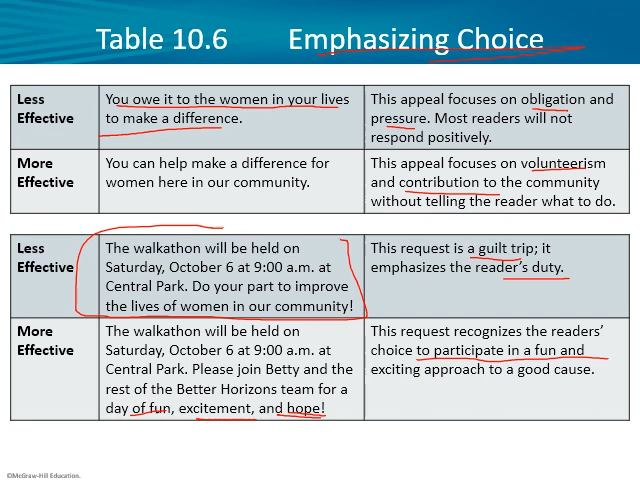 Table 10.6 Emphasizing Choice
Less Effective
You owe it to the women in your lives
to make a difference.
This appeal focuses on obligation and
pressure. Most readers will not
respond positively.
More Effective
You can help make a difference for
women here in our community.
This appeal focuses on volunteerism
and contribution to the community
without telling the reader what to do.
Less Effective
The walkathon will be held on
Saturday, October 6 at 9:00 a.m. at
Central Park. Do your part to improve
the lives of women in our community!
This request is a guilt trip; it
emphasizes the reader's duty.
More Effective
The walkathon will be held on
Saturday, October 6 at 9:00 a.m. at
Central Park. Please join Betty and the
rest of the Better Horizons team for a
day of fun, excitement, and hope!
This request recognizes the readers'
choice to participate in a fun and
exciting approach to a good cause.
©McGraw-Hill Education.